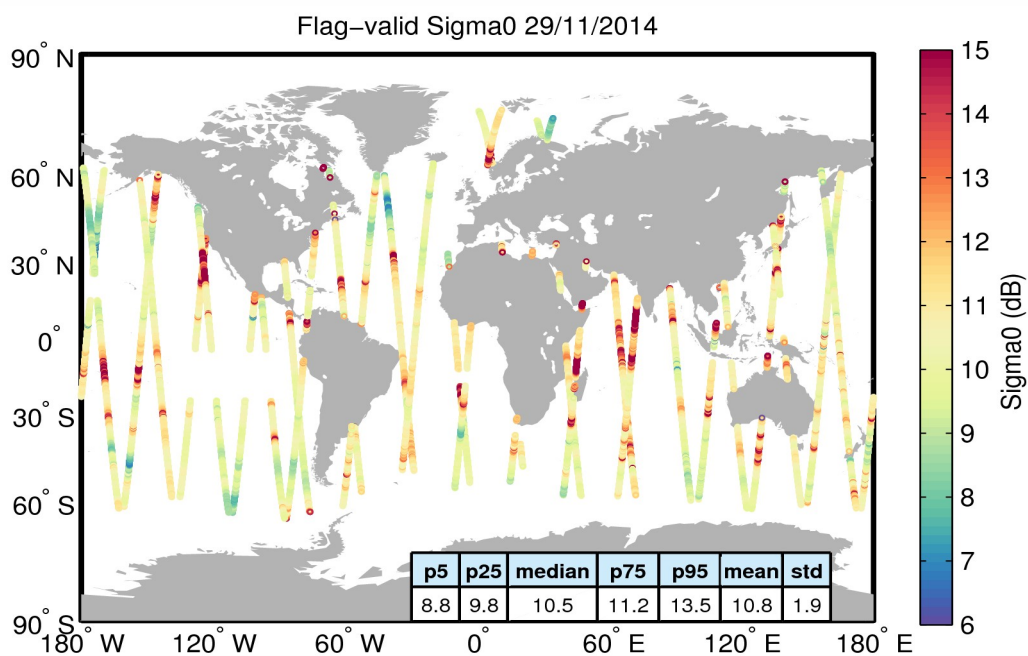 Flag–valid Sigma0 29/11/2014
90° N
60° N
30° N
0°
30° S
60° S
90° S
180° W
120° W
60° W
0°
60° E
120° E
180° E
p5 p25 median p75 p95 mean std
8.8 9.8 10.5 11.2 13.5 10.8 1.9
15
14
13
12
11
10
9
8
7
6
Sigma0 (dB)